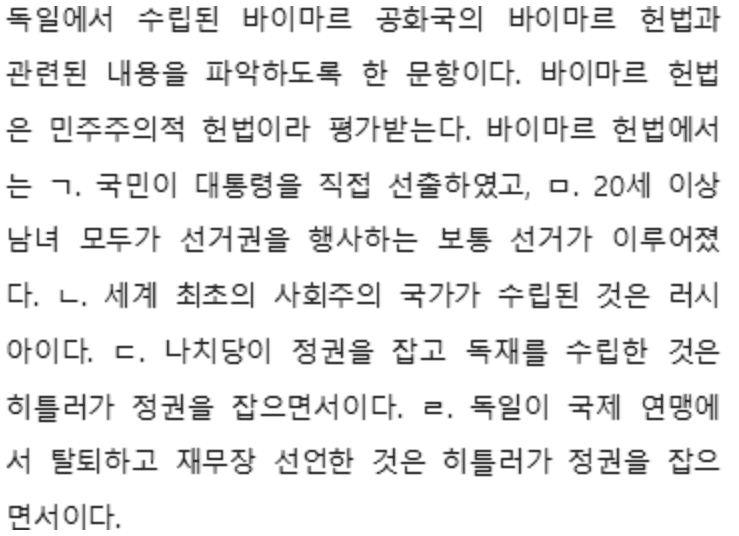 독일에서 수립된 바이마르 공화국의 바이마르 헌법과
관련된 내용을 파악하도록 한 문항이다. 바이마르 헌법
은 민주주의적 헌법이라 평가받는다. 바이마르 헌법에서
는 ㄱ. 국민이 대통령을 직접 선출하였고, ㅁ. 20세 이상
남녀 모두가 선거권을 행사하는 보통 선거가 이루어졌
다. ㄴ. 세계 최초의 사회주의 국가가 수립된 것은 러시
아이다. ㄷ. 나치당이 정권을 잡고 독재를 수립한 것은
히틀러가 정권을 잡으면서이다. ㄹ. 독일이 국제 연맹에
서 탈퇴하고 재무장 선언한 것은 히틀러가 정권을 잡으
면서이다.